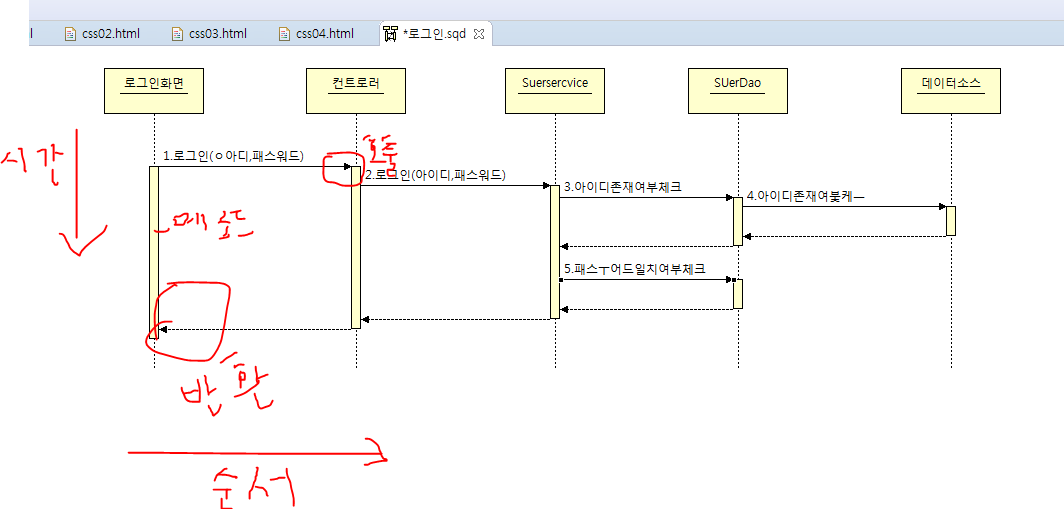 css02.html css03.html css04.html *로그인.sqd
로그인화면 컨트롤러 Suersercvice SUerDao 데이터소스
시간
1.로그인(ㅇ아디,패스워드)
호출
2.로그인(아이디,패스워드)
3.아이디존재여부체크
4.아이디존재여붗케ㅡ
메로드
5.패스ㅜ어드일치여부체크
반환
순서